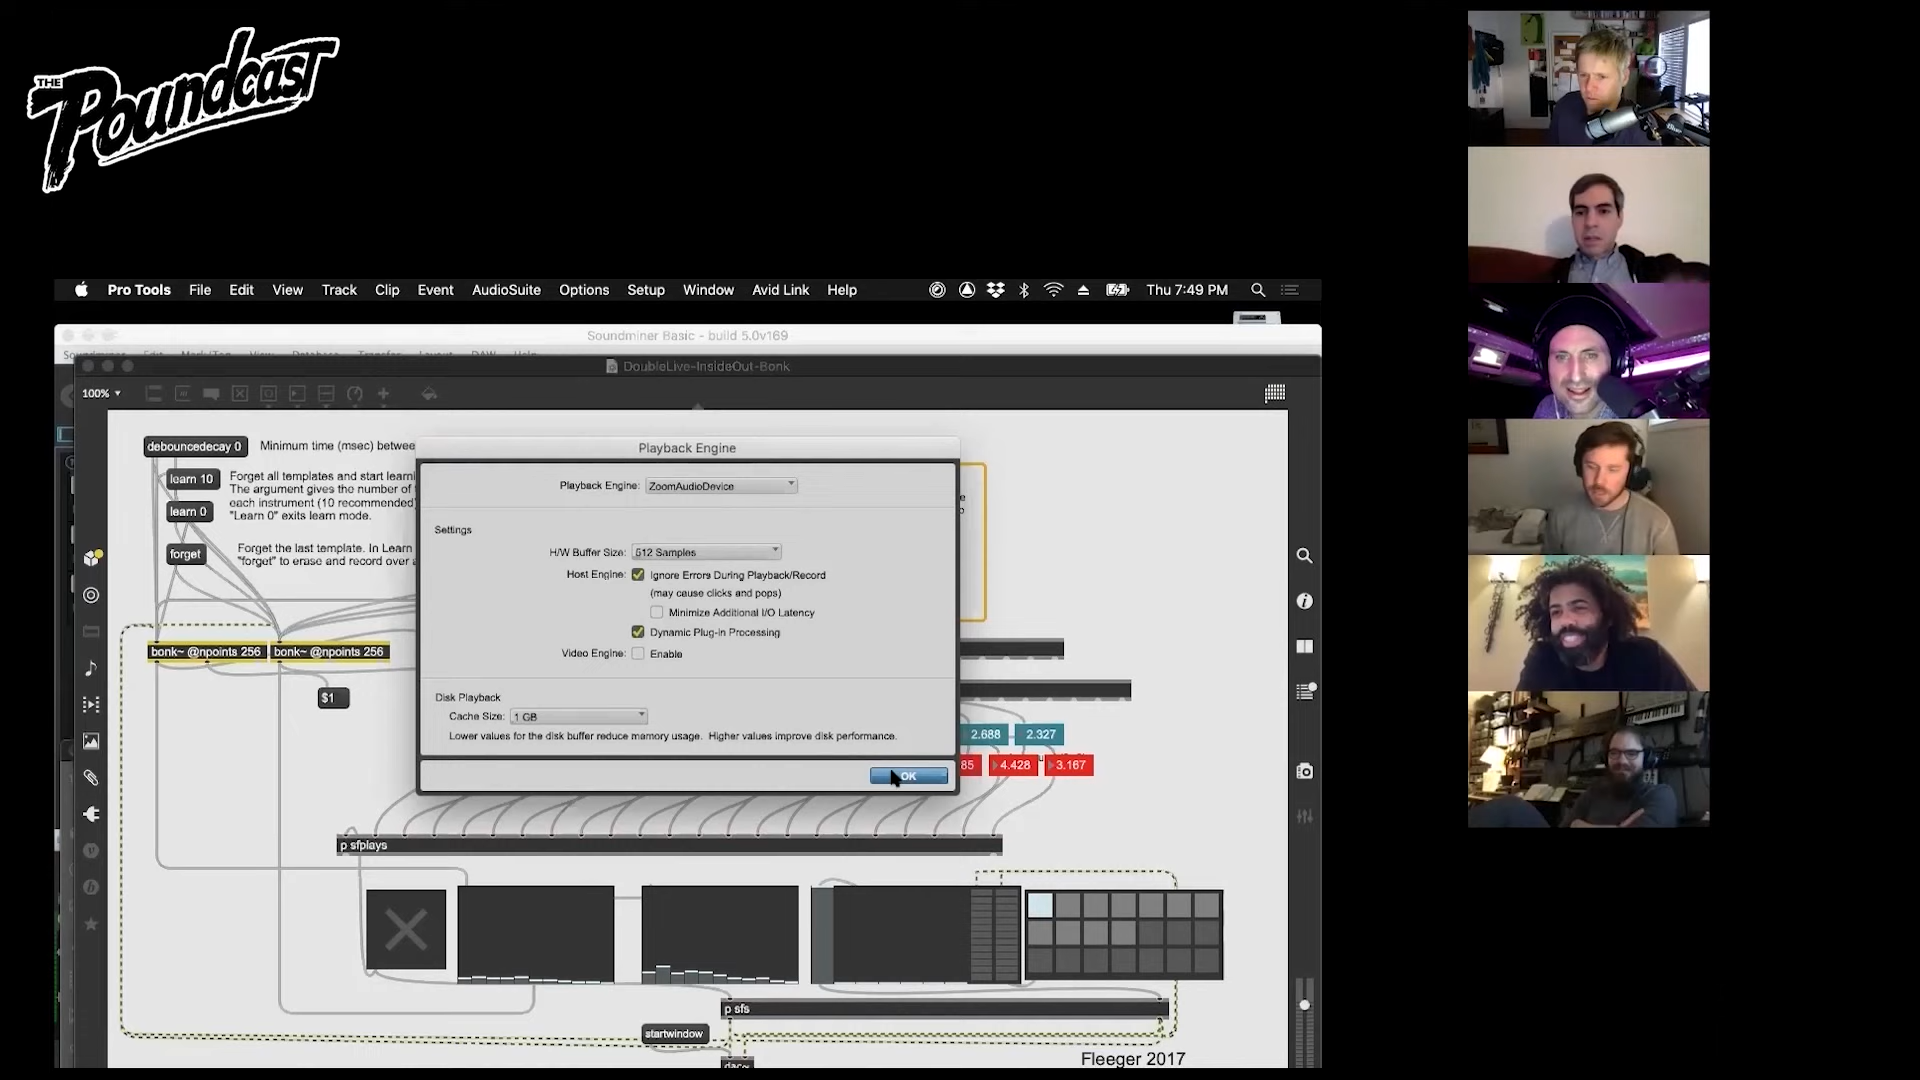 THE
Poundcast
Pro Tools File Edit View Track Clip Event AudioSuite Options Setup Window Avid Link Help Thu 7:49 PM
Soundminer Basic - build 5.0v169
DoubleLive-InsideOut-Bonk
100%
debouncedecay 0 Minimum time (msec) between
learn 10
Forget all templates and start learni
The argument gives the number of
each instrument (10 recommended)
"Learn 0" exits learn mode.
learn 0
forget
Forget the last template. In Learn
"forget" to erase and record over
bonk~ @npoints 256 bonk~ @npoints 256
$1
Playback Engine
Playback Engine: ZoomAudioDevice
Settings
H/W Buffer Size: 512 Samples
Host Engine: Ignore Errors During Playback/Record
(may cause clicks and pops)
Minimize Additional I/O Latency
Dynamic Plug-in Processing
Video Engine: Enable
Disk Playback
Cache Size: 1 GB
Lower values for the disk buffer reduce memory usage. Higher values improve disk performance.
OK
2.688 2.327
85 4.428 3.167
p sfplays
p sfs
startwindow
Fleeger 2017